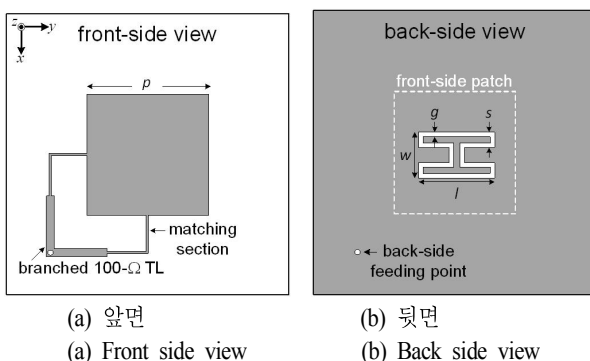 front-side view
z
y
x
p
matching
section
branched 100-Ω TL
back-side view
front-side patch
g
s
w
l
back-side
feeding point
(a) 앞면
(a) Front side view
(b) 뒷면
(b) Back side view